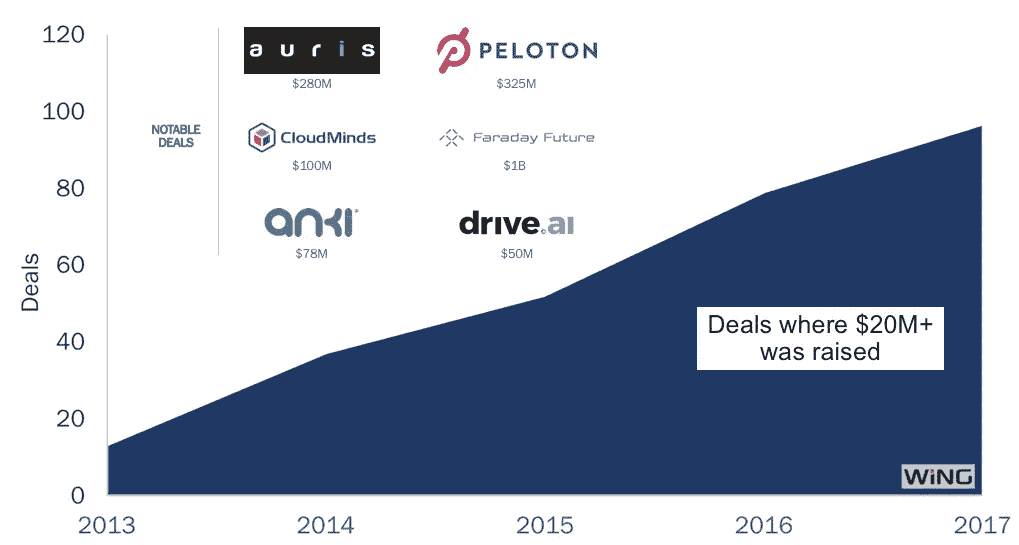 120
100
80
60
40
20
0
Deals
2013
2014
2015
2016
2017
NOTABLE
DEALS
auris
$280M
PELOTON
$325M
CloudMinds
$100M
Faraday Future
$1B
anki
$78M
drive.ai
$50M
Deals where $20M+
was raised
WiNG